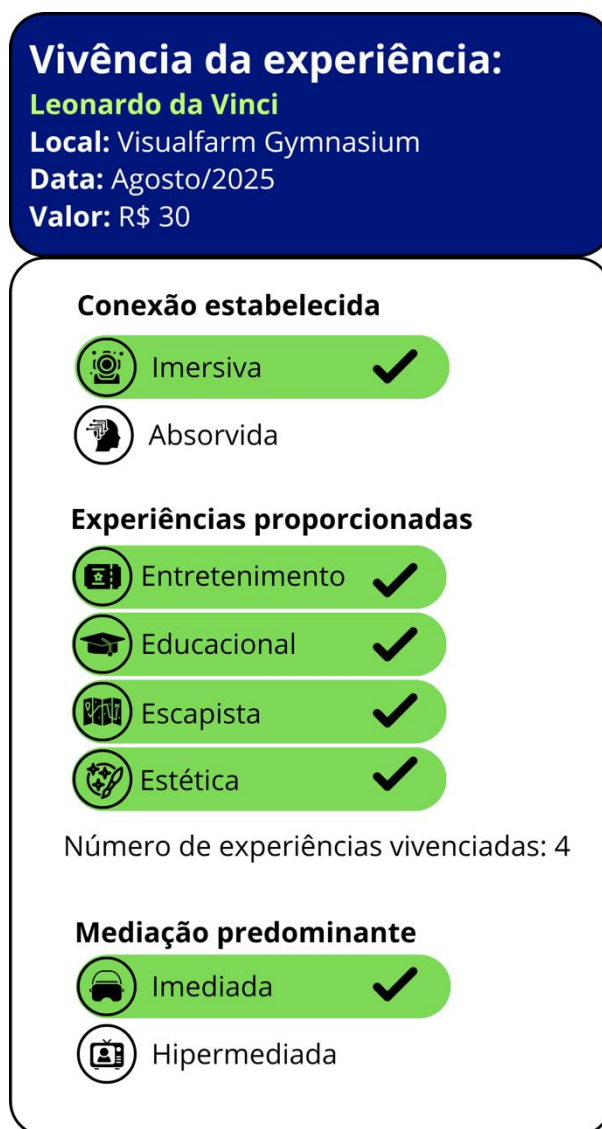 Vivência da experiência:
Leonardo da Vinci
Local: Visualfarm Gymnasium
Data: Agosto/2025
Valor: R$ 30
Conexão estabelecida
Imersiva
Absorvida
Experiências proporcionadas
Entretenimento
Educacional
Escapista
Estética
Número de experiências vivenciadas: 4
Mediação predominante
Imediada
Hipermediada